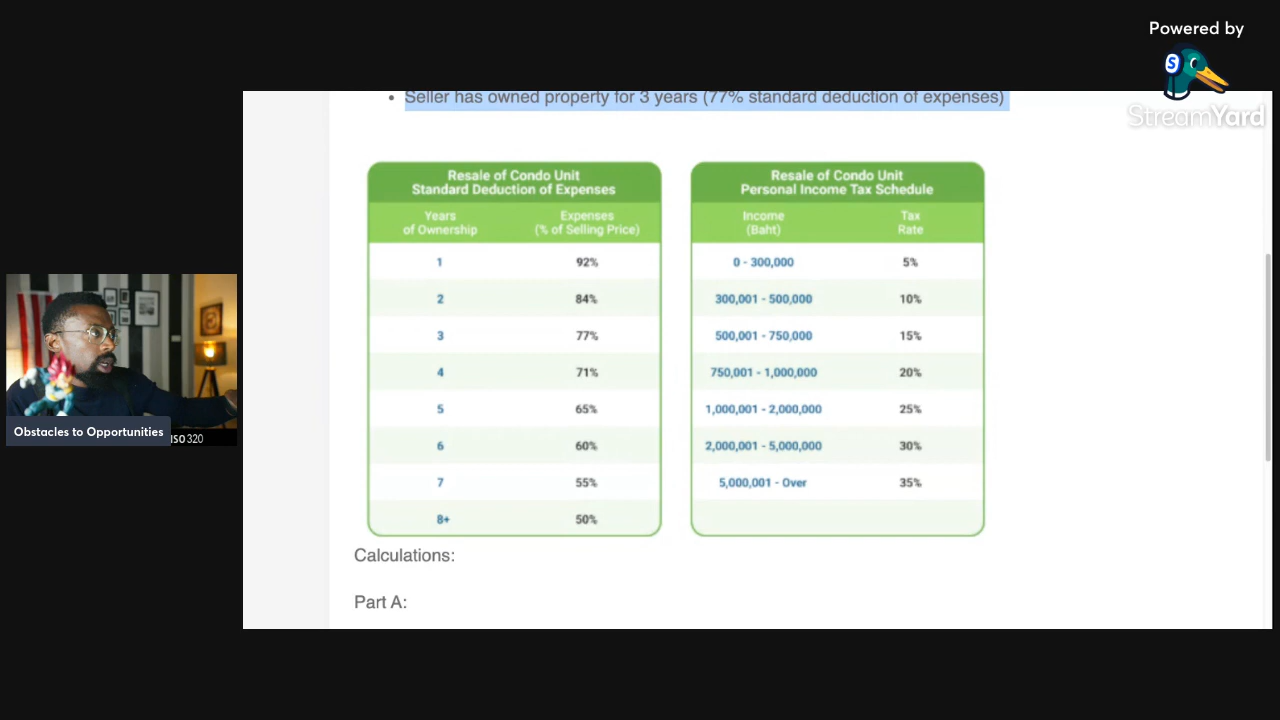 Powered by
S
StreamYard
• Seller has owned property for 3 years (77% standard deduction of expenses)
Resale of Condo Unit
Standard Deduction of Expenses
Years
of Ownership
Expenses
(% of Selling Price)
1 92%
2 84%
3 77%
4 71%
5 65%
6 60%
7 55%
8+ 50%
Resale of Condo Unit
Personal Income Tax Schedule
Income
(Baht)
Tax
Rate
0 - 300,000 5%
300,001 - 500,000 10%
500,001 - 750,000 15%
750,001 - 1,000,000 20%
1,000,001 - 2,000,000 25%
2,000,001 - 5,000,000 30%
5,000,001 - Over 35%
Calculations:
Part A:
Obstacles to Opportunities
ISO 320